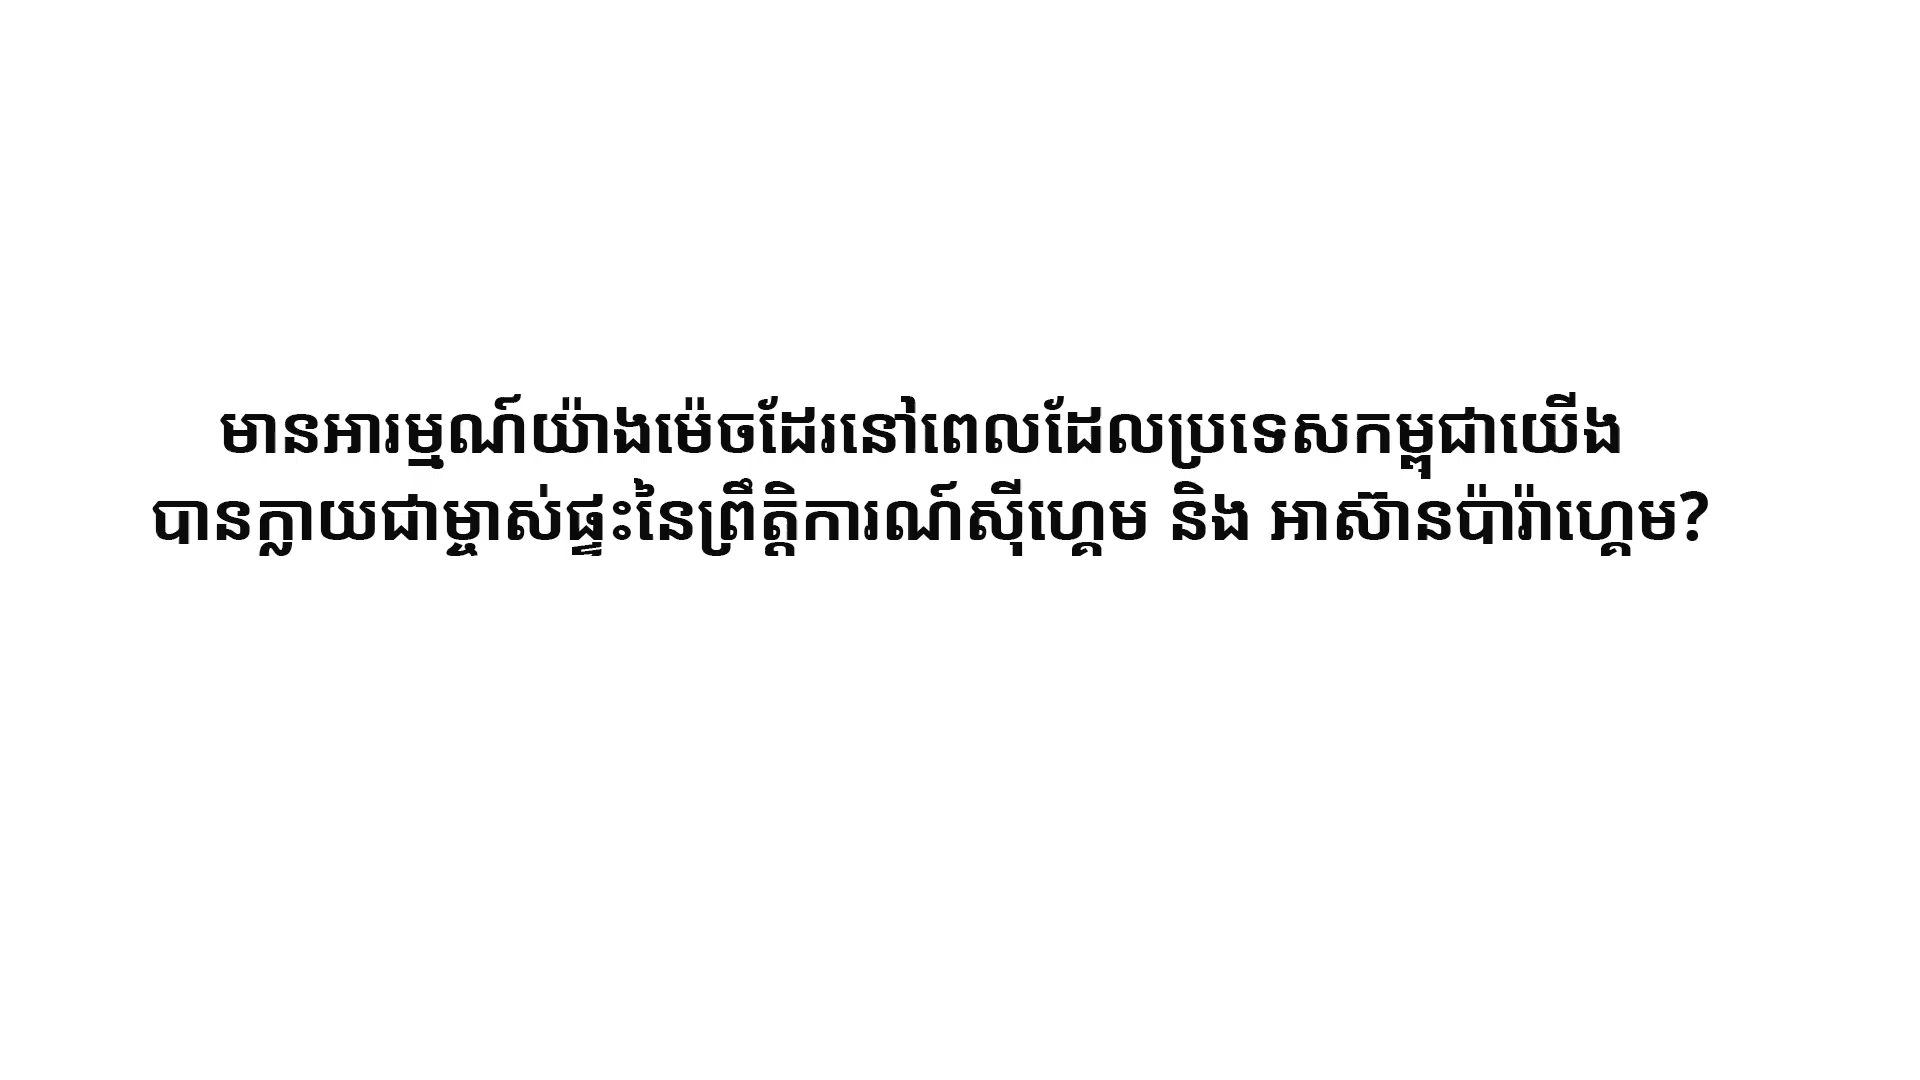 មានអារម្មណ៍យ៉ាងម៉េចដែរនៅពេលដែលប្រទេសកម្ពុជាយើង
បានក្លាយជាម្ចាស់ផ្ទះនៃព្រឹត្តិការណ៍ស៊ីហ្គេម និង អាស៊ានប៉ារ៉ាហ្គេម?